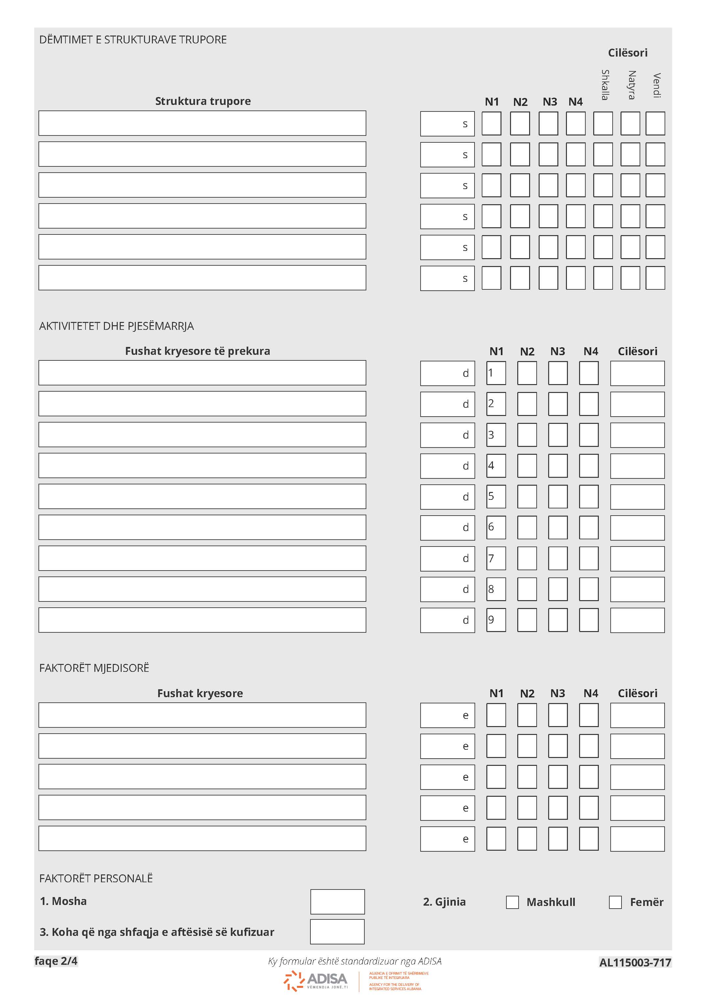 DËMTIMET E STRUKTURAVE TRUPORE
Cilësori
Shkalla Natyra Vendi
Struktura trupore N1 N2 N3 N4
s
s
s
s
s
s
AKTIVITETET DHE PJESËMARRJA
Fushat kryesore të prekura N1 N2 N3 N4 Cilësori
d 1
d 2
d 3
d 4
d 5
d 6
d 7
d 8
d 9
FAKTORËT MJEDISORË
Fushat kryesore N1 N2 N3 N4 Cilësori
e
e
e
e
e
FAKTORËT PERSONALË
1. Mosha 2. Gjinia Mashkull Femër
3. Koha që nga shfaqja e aftësisë së kufizuar
faqe 2/4 Ky formular është standardizuar nga ADISA AL115003-717
ADISA
VËMENDJA JONË,TI
AGJENCIA E OFRIMIT TË SHËRBIMEVE
PUBLIKE TË INTEGRUARA
AGENCY FOR THE DELIVERY OF
INTEGRATED SERVICES ALBANIA